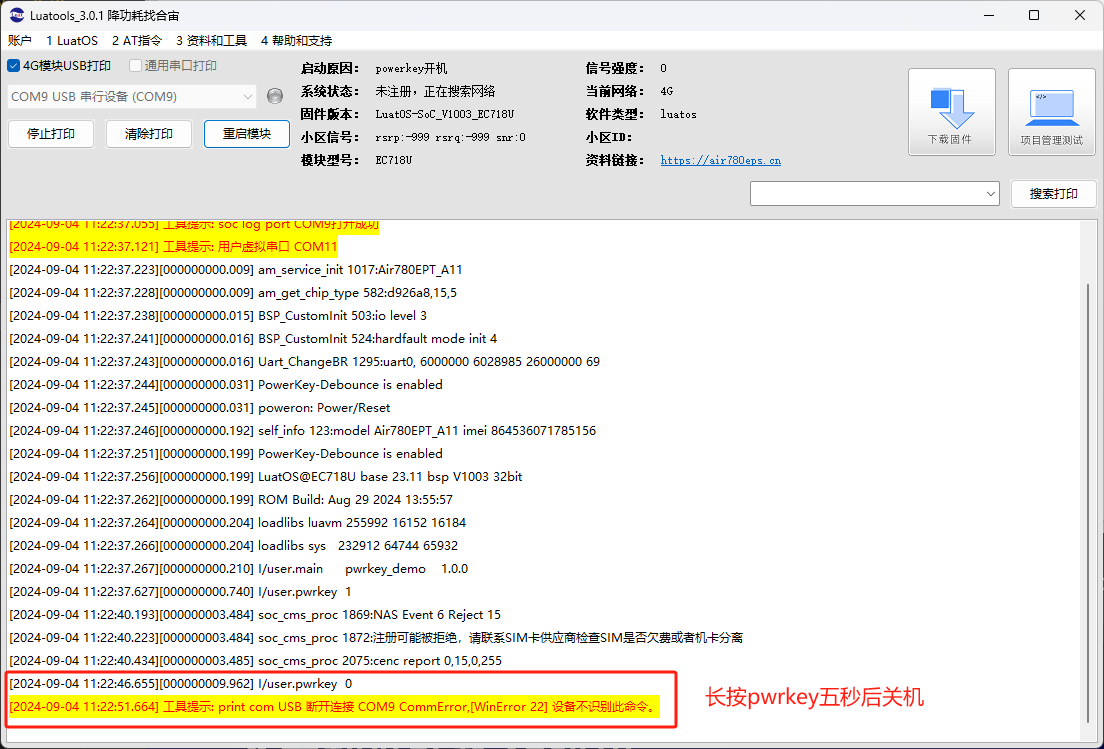 Luatools_3.0.1 降功耗找合宙
账户 1 LuatOS 2 AT指令 3 资料和工具 4 帮助和支持
4G模块USB打印 通用串口打印
COM9 USB 串行设备 (COM9)
停止打印 清除打印 重启模块
启动原因： powerkey开机
系统状态： 未注册，正在搜索网络
固件版本： LuatOS-SoC_V1003_EC718U
小区信号： rsrp:-999 rsrq:-999 snr:0
模块型号： EC718U
信号强度： 0
当前网络： 4G
软件类型： luatos
小区ID：
资料链接： https://air780eps.cn
下载固件
</>
项目管理测试
搜索打印
[2024-09-04 11:22:37.055] 工具提示: soc log port COM9打开成功
[2024-09-04 11:22:37.121] 工具提示: 用户虚拟串口 COM11
[2024-09-04 11:22:37.223][000000000.009] am_service_init 1017:Air780EPT_A11
[2024-09-04 11:22:37.228][000000000.009] am_get_chip_type 582:d926a8,15,5
[2024-09-04 11:22:37.238][000000000.015] BSP_CustomInit 503:io level 3
[2024-09-04 11:22:37.241][000000000.016] BSP_CustomInit 524:hardfault mode init 4
[2024-09-04 11:22:37.243][000000000.016] Uart_ChangeBR 1295:uart0, 6000000 6028985 26000000 69
[2024-09-04 11:22:37.244][000000000.031] PowerKey-Debounce is enabled
[2024-09-04 11:22:37.245][000000000.031] poweron: Power/Reset
[2024-09-04 11:22:37.246][000000000.192] self_info 123:model Air780EPT_A11 imei 864536071785156
[2024-09-04 11:22:37.251][000000000.199] PowerKey-Debounce is enabled
[2024-09-04 11:22:37.256][000000000.199] LuatOS@EC718U base 23.11 bsp V1003 32bit
[2024-09-04 11:22:37.262][000000000.199] ROM Build: Aug 29 2024 13:55:57
[2024-09-04 11:22:37.264][000000000.204] loadlibs luavm 255992 16152 16184
[2024-09-04 11:22:37.266][000000000.204] loadlibs sys 232912 64744 65932
[2024-09-04 11:22:37.267][000000000.210] I/user.main pwrkey_demo 1.0.0
[2024-09-04 11:22:37.627][000000000.740] I/user.pwrkey 1
[2024-09-04 11:22:40.193][000000003.484] soc_cms_proc 1869:NAS Event 6 Reject 15
[2024-09-04 11:22:40.223][000000003.484] soc_cms_proc 1872:注册可能被拒绝，请联系SIM卡供应商检查SIM是否欠费或者机卡分离
[2024-09-04 11:22:40.434][000000003.485] soc_cms_proc 2075:cenc report 0,15,0,255
[2024-09-04 11:22:46.655][000000009.962] I/user.pwrkey 0
[2024-09-04 11:22:51.664] 工具提示: print com USB 断开连接 COM9 CommError,[WinError 22] 设备不识别此命令。
长按pwrkey五秒后关机